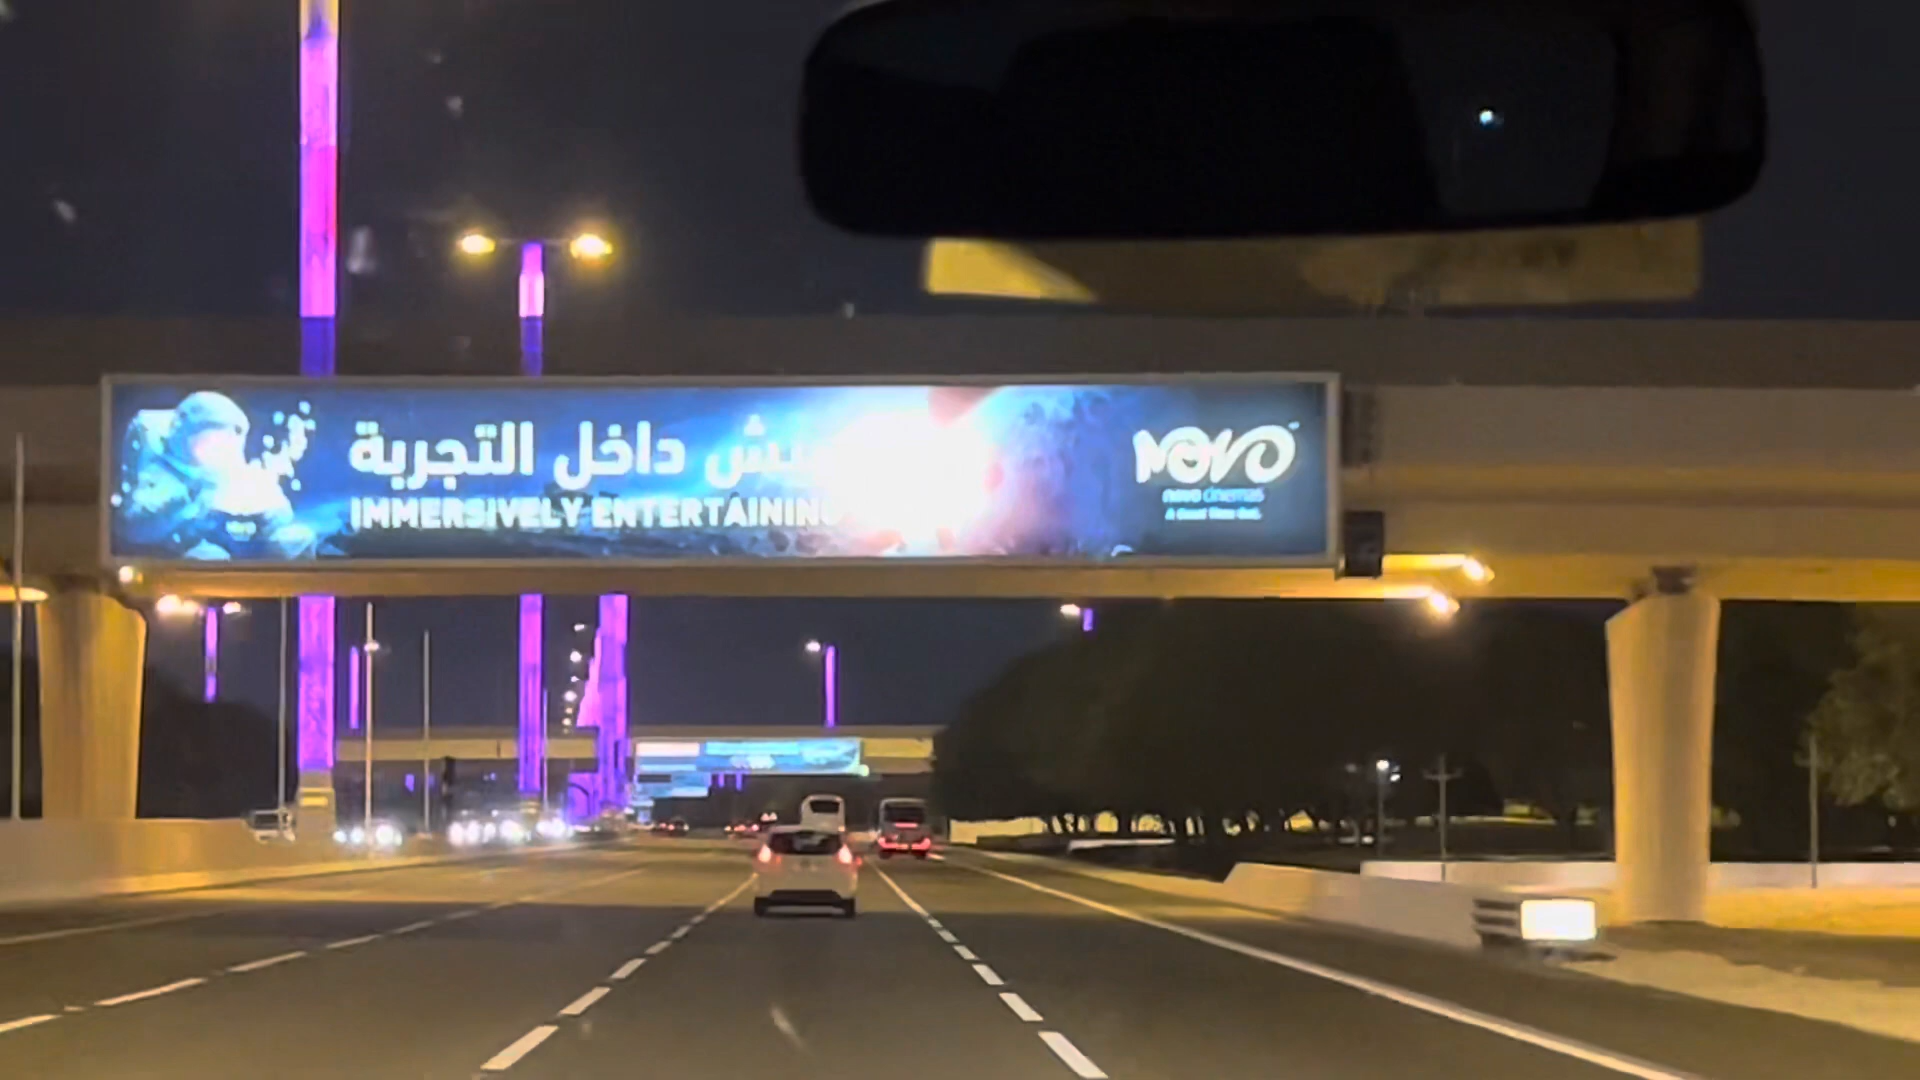 داخل التجربة
IMMERSIVELY ENTERTAINING
novo
novo cinemas
A Great Time Out.